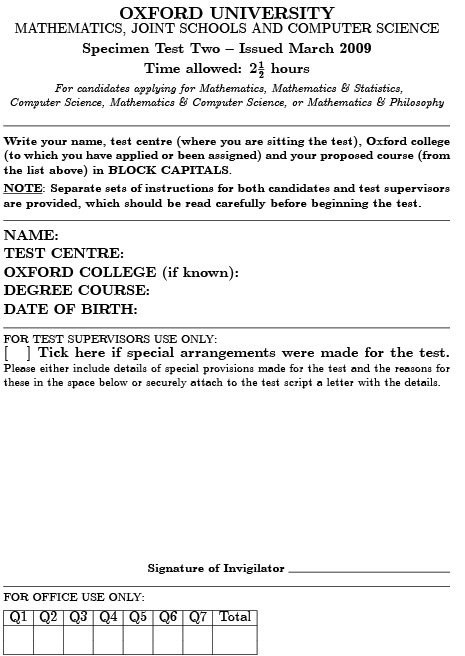 OXFORD UNIVERSITY
MATHEMATICS, JOINT SCHOOLS AND COMPUTER SCIENCE
Specimen Test Two – Issued March 2009
Time allowed: 2½ hours
For candidates applying for Mathematics, Mathematics & Statistics,
Computer Science, Mathematics & Computer Science, or Mathematics & Philosophy
Write your name, test centre (where you are sitting the test), Oxford college
(to which you have applied or been assigned) and your proposed course (from
the list above) in BLOCK CAPITALS.
NOTE: Separate sets of instructions for both candidates and test supervisors
are provided, which should be read carefully before beginning the test.
NAME:
TEST CENTRE:
OXFORD COLLEGE (if known):
DEGREE COURSE:
DATE OF BIRTH:
FOR TEST SUPERVISORS USE ONLY:
[ ] Tick here if special arrangements were made for the test.
Please either include details of special provisions made for the test and the reasons for
these in the space below or securely attach to the test script a letter with the details.
Signature of Invigilator
FOR OFFICE USE ONLY:
Q1 Q2 Q3 Q4 Q5 Q6 Q7 Total